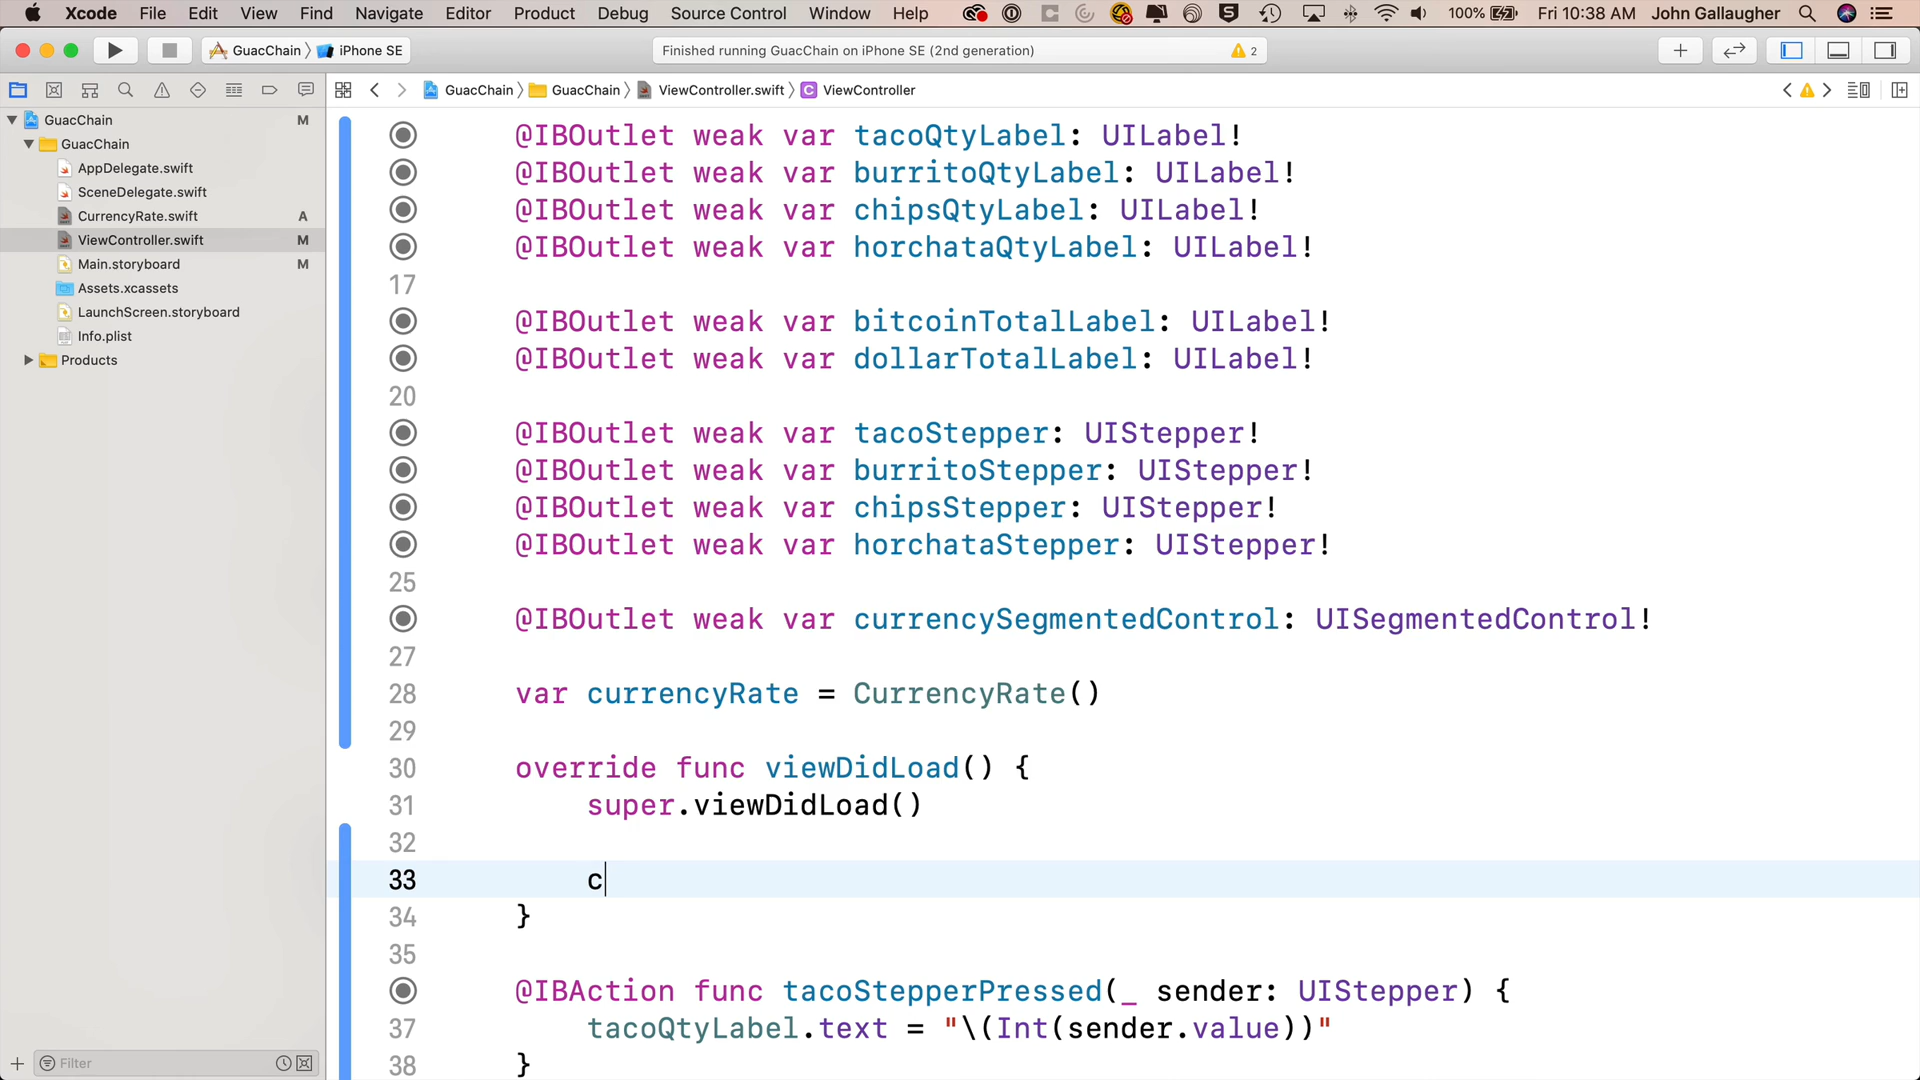 Xcode File Edit View Find Navigate Editor Product Debug Source Control Window Help 100% Fri 10:38 AM John Gallaugher
GuacChain iPhone SE Finished running GuacChain on iPhone SE (2nd generation) 2
GuacChain GuacChain ViewController.swift C ViewController
GuacChain M
GuacChain
AppDelegate.swift
SceneDelegate.swift
CurrencyRate.swift A
ViewController.swift M
Main.storyboard M
Assets.xcassets
LaunchScreen.storyboard
Info.plist
Products
Filter
@IBOutlet weak var tacoQtyLabel: UILabel!
@IBOutlet weak var burritoQtyLabel: UILabel!
@IBOutlet weak var chipsQtyLabel: UILabel!
@IBOutlet weak var horchataQtyLabel: UILabel!
17
@IBOutlet weak var bitcoinTotalLabel: UILabel!
@IBOutlet weak var dollarTotalLabel: UILabel!
20
@IBOutlet weak var tacoStepper: UIStepper!
@IBOutlet weak var burritoStepper: UIStepper!
@IBOutlet weak var chipsStepper: UIStepper!
@IBOutlet weak var horchataStepper: UIStepper!
25
@IBOutlet weak var currencySegmentedControl: UISegmentedControl!
27
28 var currencyRate = CurrencyRate()
29
30 override func viewDidLoad() {
31 super.viewDidLoad()
32
33 c
34 }
35
@IBAction func tacoStepperPressed(_ sender: UIStepper) {
37 tacoQtyLabel.text = "\(Int(sender.value))"
38 }